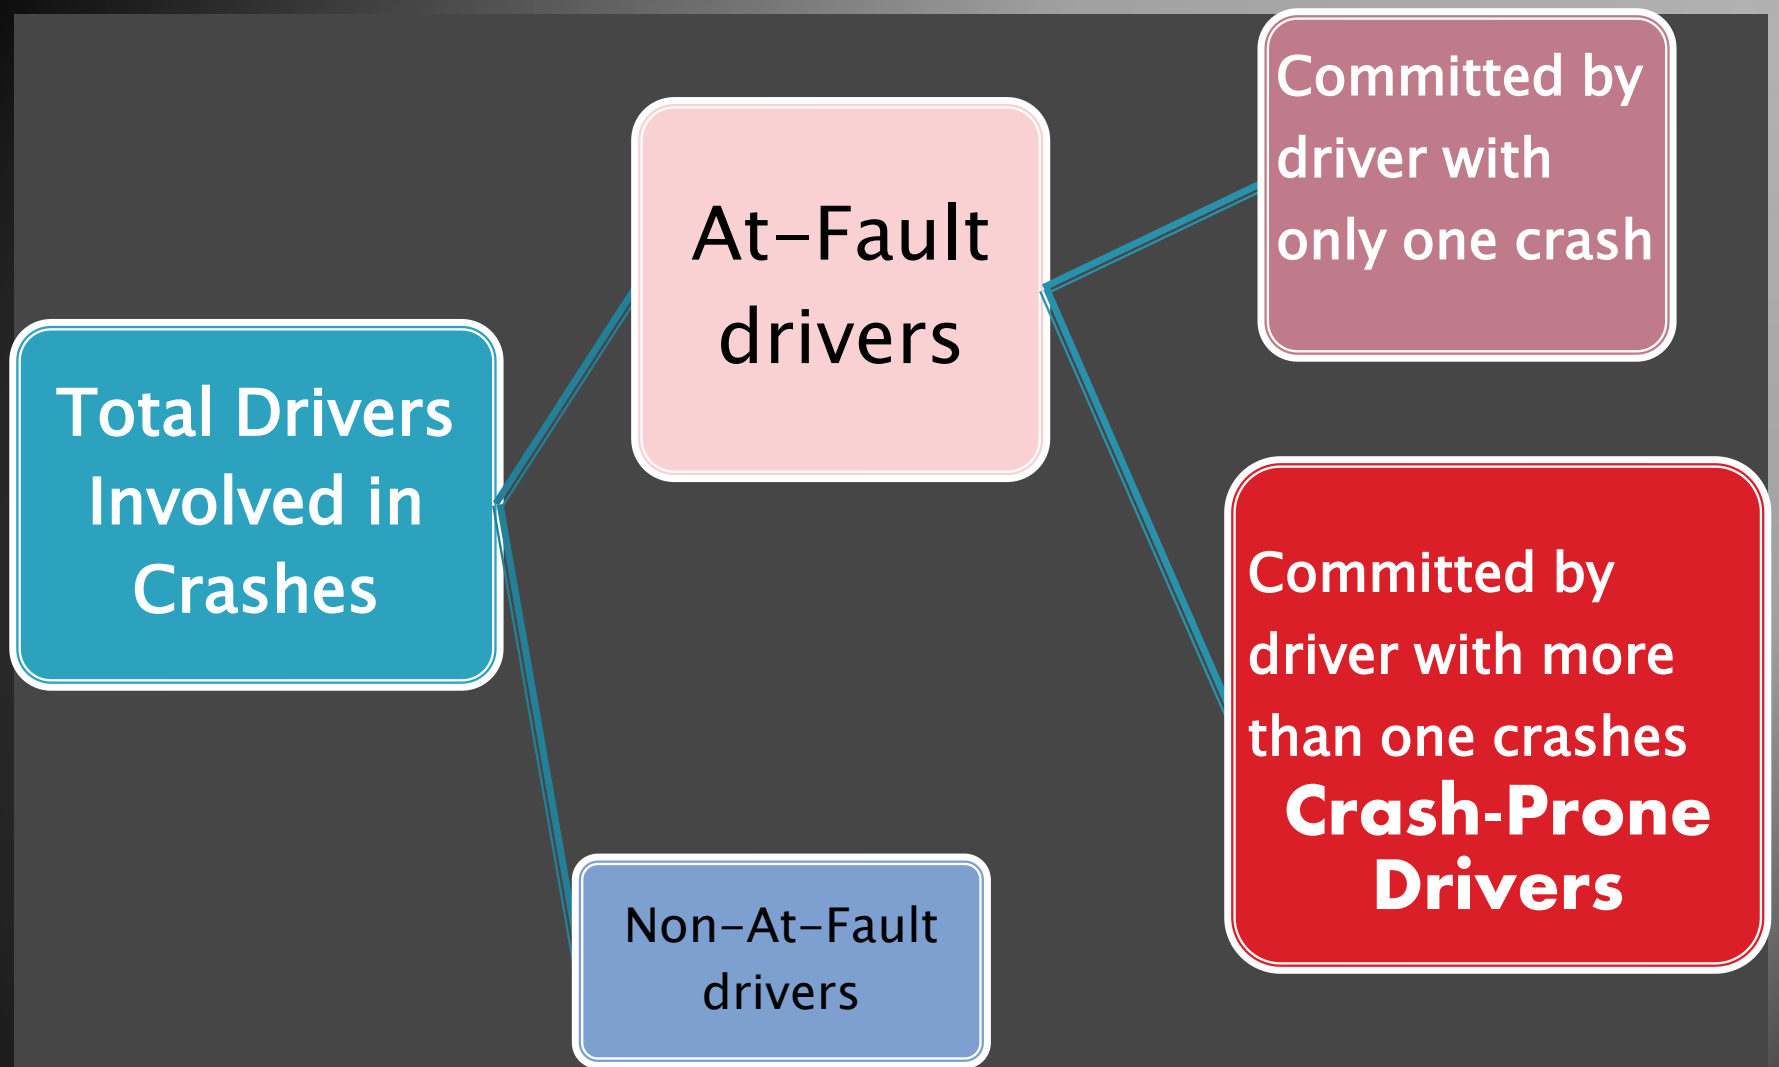 Total Drivers
Involved in
Crashes
At-Fault
drivers
Non-At-Fault
drivers
Committed by
driver with
only one crash
Committed by
driver with more
than one crashes
Crash-Prone
Drivers